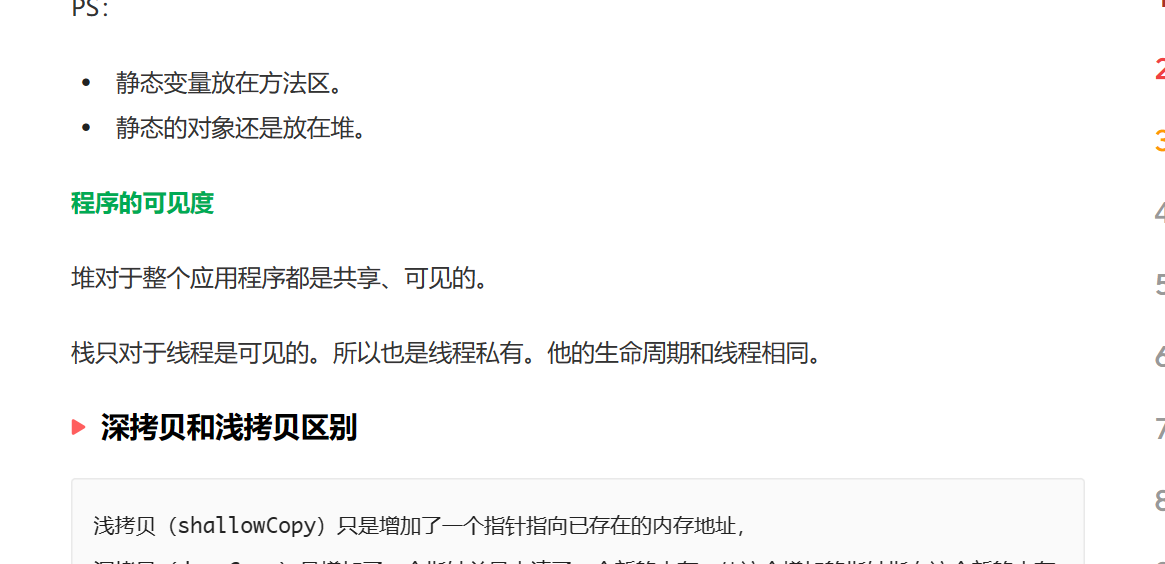 PS:
静态变量放在方法区。
静态的对象还是放在堆。
程序的可见度
堆对于整个应用程序都是共享、可见的。
栈只对于线程是可见的。所以也是线程私有。他的生命周期和线程相同。
深拷贝和浅拷贝区别
浅拷贝（shallowCopy）只是增加了一个指针指向已存在的内存地址，
2
3
4
5
6
7
8